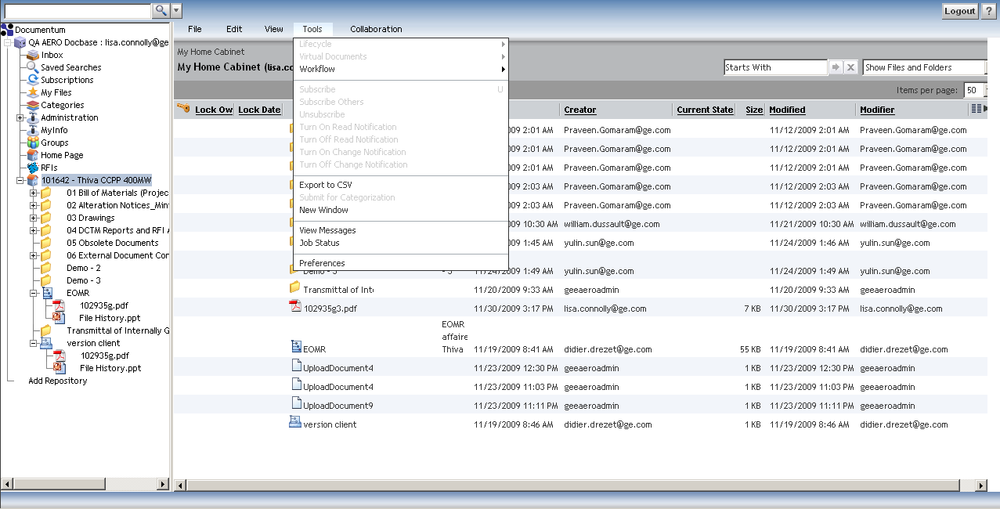 Logout ?
Documentum
QA AERO Docbase : lisa.connolly@ge
Inbox
Saved Searches
Subscriptions
My Files
Categories
Administration
MyInfo
Groups
Home Page
RFIs
101642 - Thiva CCPP 400MW
01 Bill of Materials (Projec
02 Alteration Notices_Min
03 Drawings
04 DCTM Reports and RFI A
05 Obsolete Documents
06 External Document Cor
Demo - 2
Demo - 3
EOMR
102935g.pdf
File History.ppt
Transmittal of Internally G
version client
102935g.pdf
File History.ppt
Add Repository
File Edit View Tools Collaboration
My Home Cabinet
My Home Cabinet (lisa.co
Starts With
Show Files and Folders
Items per page: 50
Lifecycle
Virtual Documents
Workflow
Subscribe U
Subscribe Others
Unsubscribe
Turn On Read Notification
Turn Off Read Notification
Turn On Change Notification
Turn Off Change Notification
Export to CSV
Submit for Categorization
New Window
View Messages
Job Status
Preferences
Lock Ow Lock Date Creator Current State Size Modified Modifier
2009 2:01 AM Praveen.Gomaram@ge.com 11/12/2009 2:01 AM Praveen.Gomaram@ge.com
2009 2:01 AM Praveen.Gomaram@ge.com 11/12/2009 2:01 AM Praveen.Gomaram@ge.com
2009 2:01 AM Praveen.Gomaram@ge.com 11/12/2009 2:01 AM Praveen.Gomaram@ge.com
2009 2:03 AM Praveen.Gomaram@ge.com 11/12/2009 2:03 AM Praveen.Gomaram@ge.com
2009 2:03 AM Praveen.Gomaram@ge.com 11/12/2009 2:03 AM Praveen.Gomaram@ge.com
2009 10:30 AM william.dussault@ge.com 11/21/2009 10:30 AM william.dussault@ge.com
2009 1:45 AM yulin.sun@ge.com 11/24/2009 1:46 AM yulin.sun@ge.com
Demo - 3 - 3 11/24/2009 1:49 AM yulin.sun@ge.com 11/24/2009 1:49 AM yulin.sun@ge.com
Transmittal of Inte 11/20/2009 9:33 AM geeaeroadmin 11/20/2009 9:33 AM geeaeroadmin
102935g3.pdf 11/30/2009 3:17 PM lisa.connolly@ge.com 7 KB 11/30/2009 3:17 PM lisa.connolly@ge.com
EOMR
affaire
EOMR Thiva 11/19/2009 8:41 AM didier.drezet@ge.com 55 KB 11/19/2009 8:41 AM didier.drezet@ge.com
UploadDocument4 11/23/2009 12:30 PM geeaeroadmin 1 KB 11/23/2009 12:30 PM geeaeroadmin
UploadDocument4 11/23/2009 11:03 PM geeaeroadmin 1 KB 11/23/2009 11:03 PM geeaeroadmin
UploadDocument9 11/23/2009 11:11 PM geeaeroadmin 1 KB 11/23/2009 11:11 PM geeaeroadmin
version client 11/19/2009 8:46 AM didier.drezet@ge.com 1 KB 11/19/2009 8:46 AM didier.drezet@ge.com